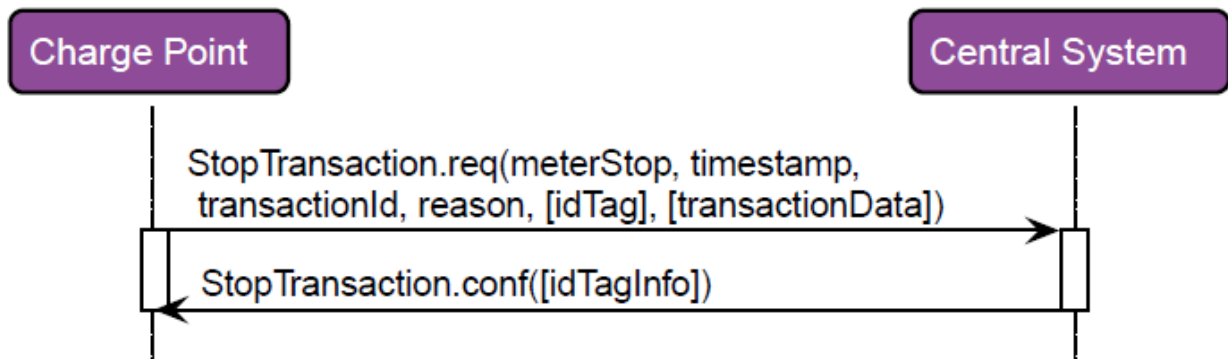 Charge Point
Central System
StopTransaction.req(meterStop, timestamp,
transactionId, reason, [idTag], [transactionData])
StopTransaction.conf([idTagInfo])